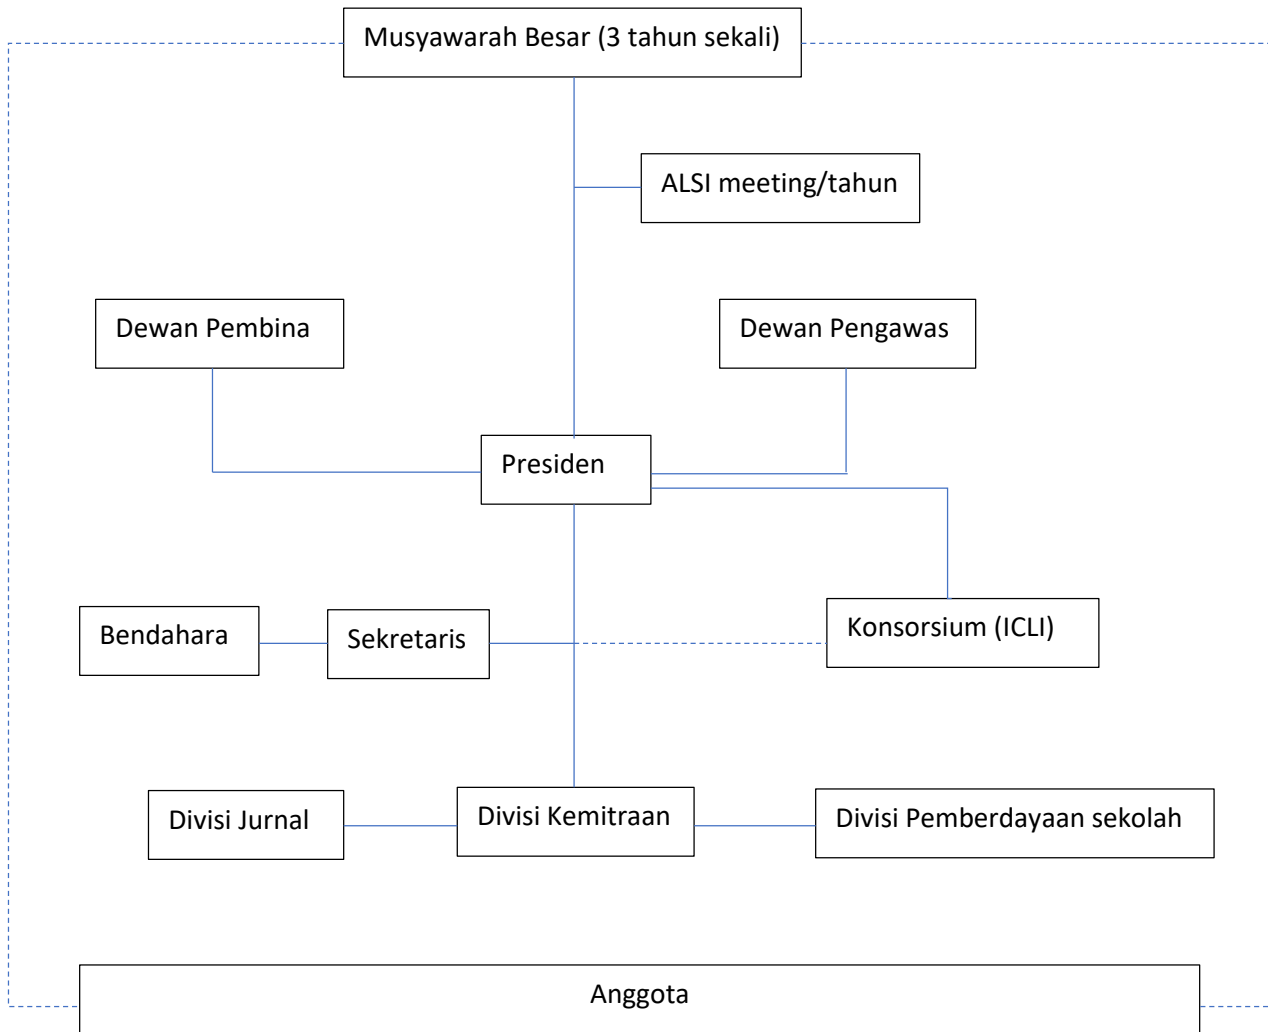 Musyawarah Besar (3 tahun sekali)
ALSI meeting/tahun
Dewan Pembina
Dewan Pengawas
Presiden
Bendahara
Sekretaris
Konsorsium (ICLI)
Divisi Jurnal
Divisi Kemitraan
Divisi Pemberdayaan sekolah
Anggota